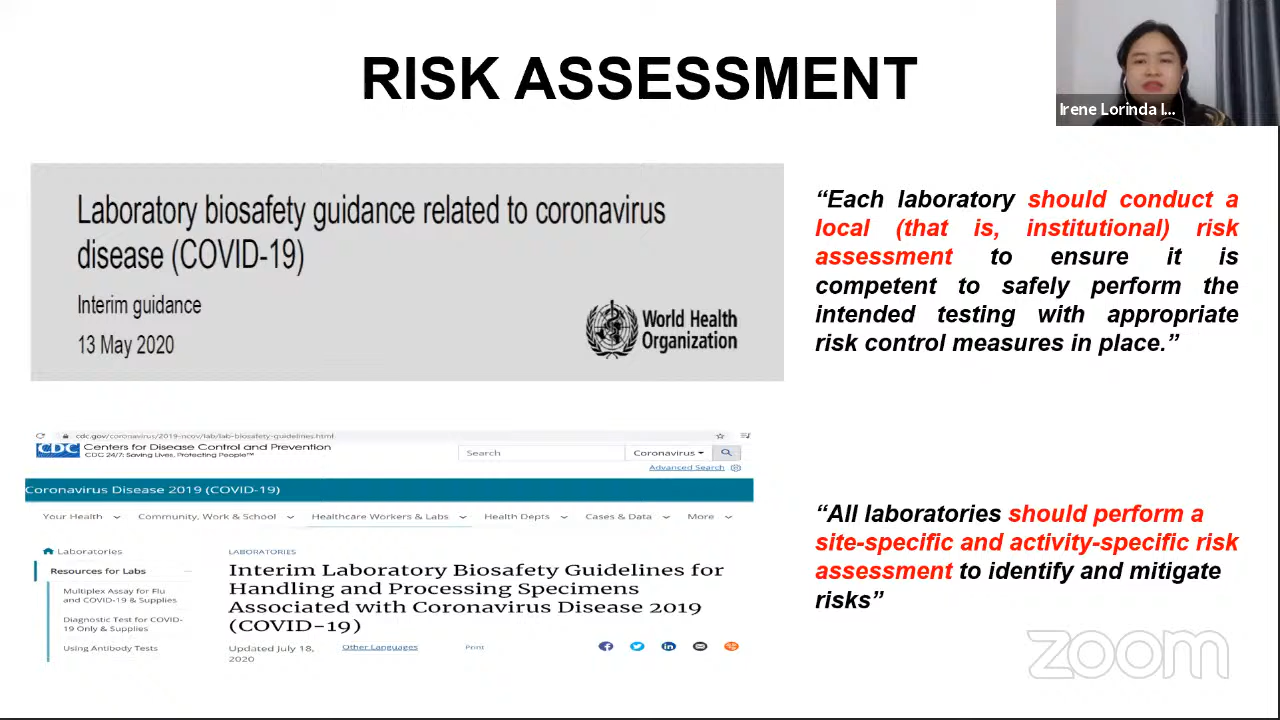 RISK ASSESSMENT
Irene Lorinda I...
Laboratory biosafety guidance related to coronavirus
disease (COVID-19)
Interim guidance
13 May 2020
World Health
Organization
“Each laboratory should conduct a
local (that is, institutional) risk
assessment to ensure it is
competent to safely perform the
intended testing with appropriate
risk control measures in place.”
cdc.gov/coronavirus/2019-ncov/lab/lab-biosafety-guidelines.html
CDC
Centers for Disease Control and Prevention
CDC 24/7: Saving Lives, Protecting People™
Search
Coronavirus
Advanced Search
Coronavirus Disease 2019 (COVID-19)
Your Health
Community, Work & School
Healthcare Workers & Labs
Health Depts
Cases & Data
More
Laboratories
Resources for Labs
Multiplex Assay for Flu
and COVID-19 & Supplies
Diagnostic Test for COVID-
19 Only & Supplies
Using Antibody Tests
LABORATORIES
Interim Laboratory Biosafety Guidelines for
Handling and Processing Specimens
Associated with Coronavirus Disease 2019
(COVID-19)
Updated July 18,
2020
Other Languages
Print
“All laboratories should perform a
site-specific and activity-specific risk
assessment to identify and mitigate
risks”
zoom